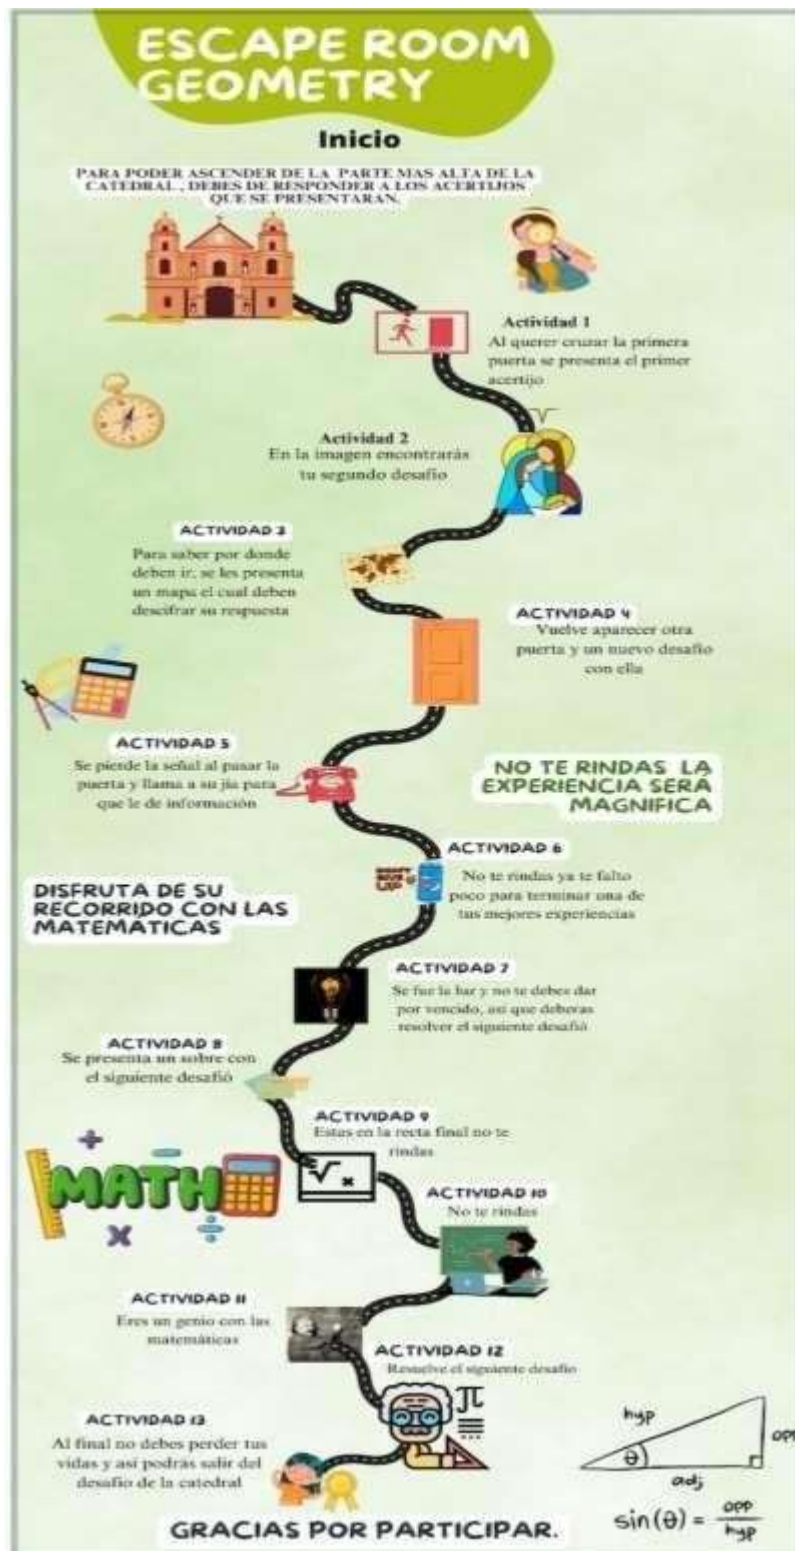 ESCAPE ROOM
GEOMETRY
Inicio
PARA PODER ASCENDER DE LA PARTE MAS ALTA DE LA
CATEDRAL , DEBES DE RESPONDER A LOS ACERTIJOS
QUE SE PRESENTARAN.
Actividad 1
Al querer cruzar la primera
puerta se presenta el primer
acertijo
Actividad 2
En la imagen encontrarás
tu segundo desafío
ACTIVIDAD 3
Para saber por donde
deben ir, se les presenta
un mapa el cual deben
descifrar su respuesta
ACTIVIDAD 4
Vuelve aparecer otra
puerta y un nuevo desafío
con ella
ACTIVIDAD 5
Se pierde la señal al pasar la
puerta y llama a su jia para
que le de información
NO TE RINDAS LA
EXPERIENCIA SERÁ
MAGNIFICA
ACTIVIDAD 6
No te rindas ya te falto
poco para terminar una de
tus mejores experiencias
DISFRUTA DE SU
RECORRIDO CON LAS
MATEMÁTICAS
ACTIVIDAD 7
Se fue la luz y no te debes dar
por vencido, asi que deberas
resolver el siguiente desafió
ACTIVIDAD 8
Se presenta un sobre con
el siguiente desafió
ACTIVIDAD 9
Estas en la recta final no te
rindas
MATH
ACTIVIDAD 10
No te rindas
ACTIVIDAD 11
Eres un genio con las
matemáticas
ACTIVIDAD 12
Resuelve el siguiente desafio
π
ACTIVIDAD 13
Al final no debes perder tus
vidas y así podrás salir del
desafío de la catedral
hyp
opp
θ
adj
sin(θ) = opp/hyp
GRACIAS POR PARTICIPAR.